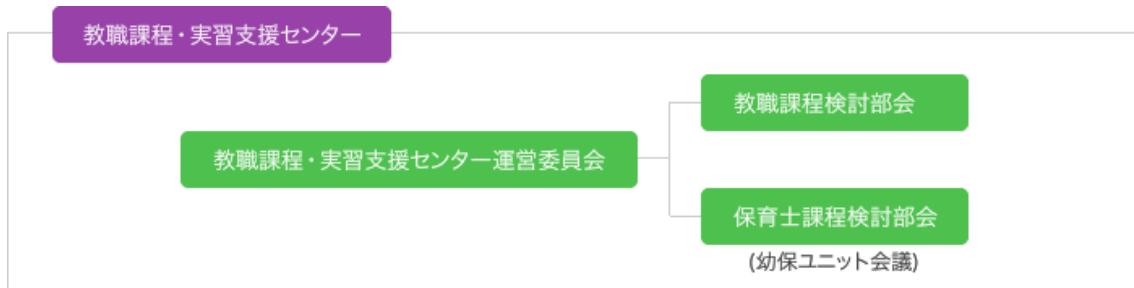 教職課程・実習支援センター
教職課程検討部会
教職課程・実習支援センター運営委員会
保育士課程検討部会
(幼保ユニット会議)